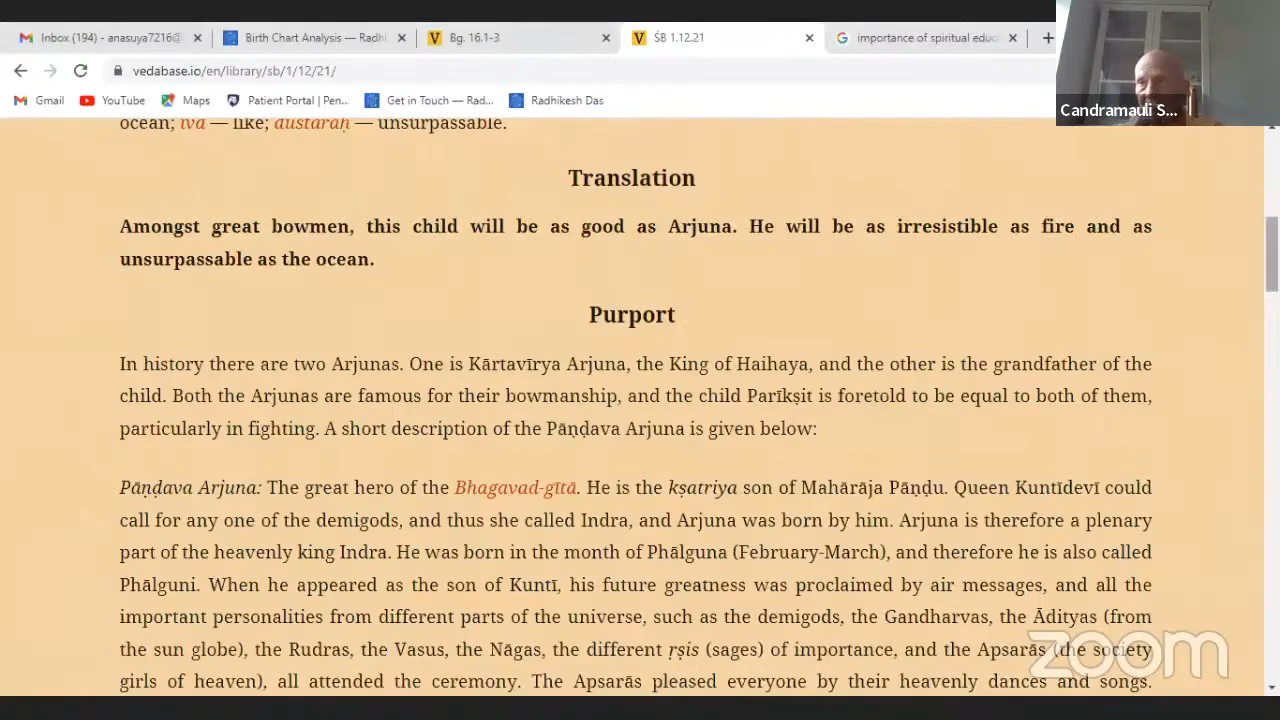 Inbox (194) - anasuya7216@
Birth Chart Analysis — Radhi
Bg. 16.1-3
ŚB 1.12.21
importance of spiritual educ
vedabase.io/en/library/sb/1/12/21/
Gmail
YouTube
Maps
Patient Portal | Pen...
Get in Touch — Rad...
Radhikesh Das
Candramauli S...
ocean; iva — like; dustaraḥ — unsurpassable.
Translation
Amongst great bowmen, this child will be as good as Arjuna. He will be as irresistible as fire and as
unsurpassable as the ocean.
Purport
In history there are two Arjunas. One is Kārtavīrya Arjuna, the King of Haihaya, and the other is the grandfather of the
child. Both the Arjunas are famous for their bowmanship, and the child Parīkṣit is foretold to be equal to both of them,
particularly in fighting. A short description of the Pāṇḍava Arjuna is given below:
Pāṇḍava Arjuna: The great hero of the Bhagavad-gītā. He is the kṣatriya son of Mahārāja Pāṇḍu. Queen Kuntīdevī could
call for any one of the demigods, and thus she called Indra, and Arjuna was born by him. Arjuna is therefore a plenary
part of the heavenly king Indra. He was born in the month of Phālguna (February-March), and therefore he is also called
Phālguni. When he appeared as the son of Kuntī, his future greatness was proclaimed by air messages, and all the
important personalities from different parts of the universe, such as the demigods, the Gandharvas, the Ādityas (from
the sun globe), the Rudras, the Vasus, the Nāgas, the different ṛṣis (sages) of importance, and the Apsarās (the society
girls of heaven), all attended the ceremony. The Apsarās pleased everyone by their heavenly dances and songs.
zoom